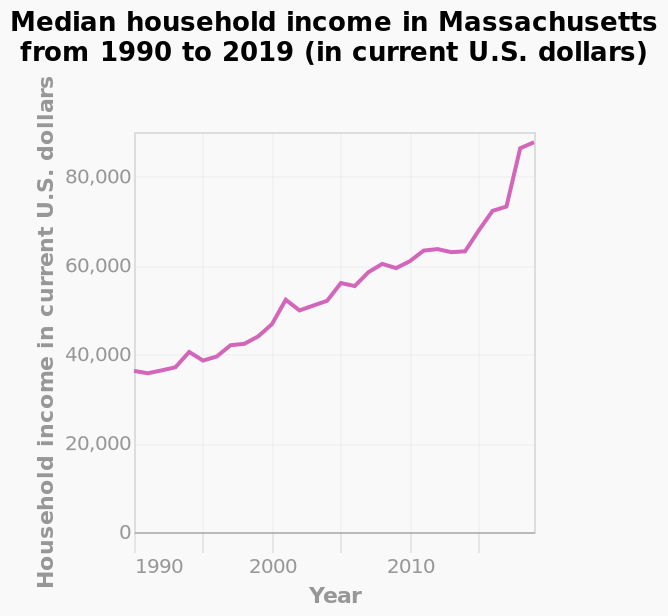 Median household income in Massachusetts
from 1990 to 2019 (in current U.S. dollars)
Household income in current U.S. dollars
80,000
60,000
40,000
20,000
0
1990
2000
2010
Year